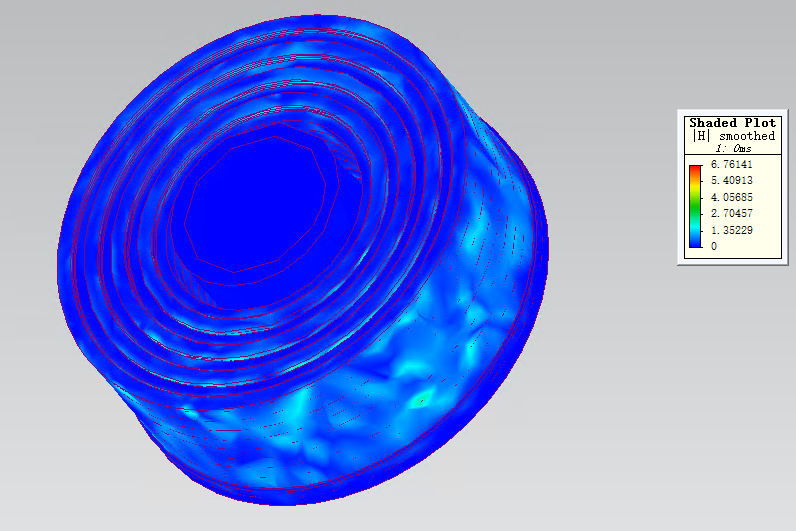 Shaded Plot
|H| smoothed
1: 0ms
6.76141
5.40913
4.05685
2.70457
1.35229
0